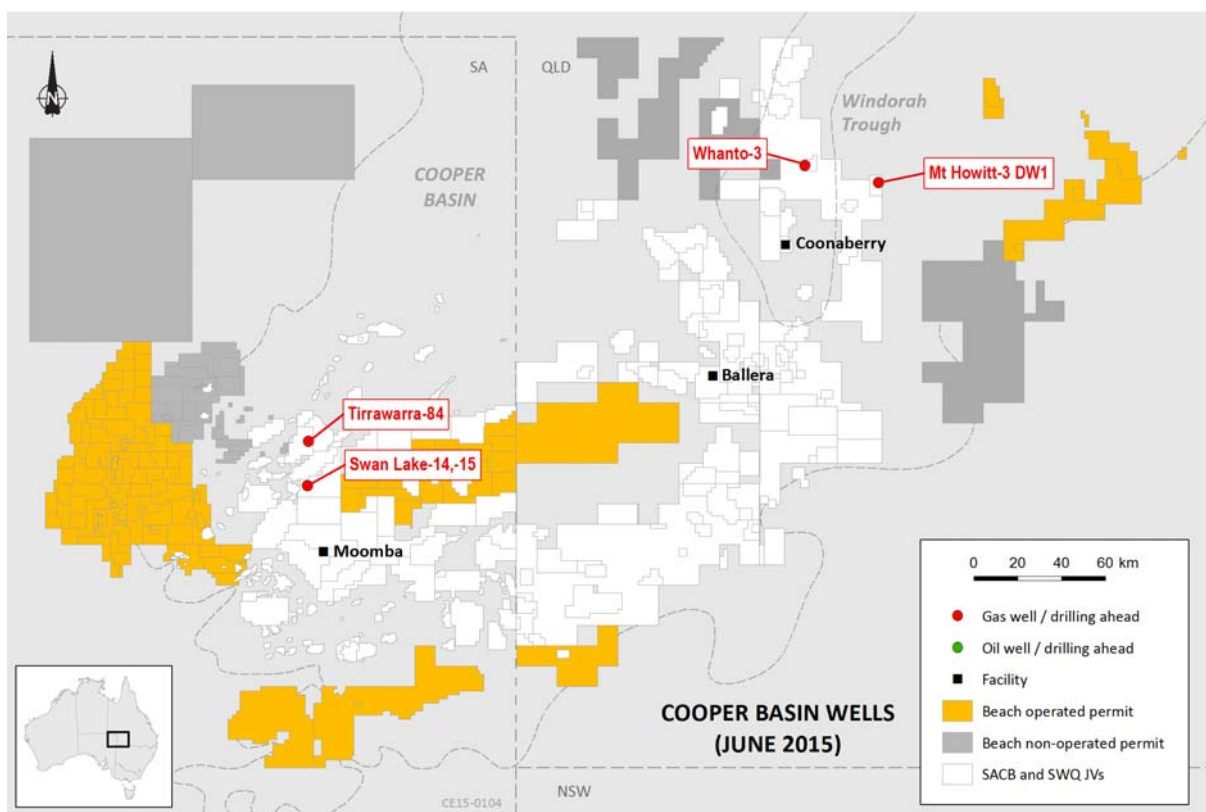 SA
QLD
Windorah
Trough
Whanto-3
Mt Howitt-3 DW1
COOPER
BASIN
Coonaberry
Ballera
Tirrawarra-84
Swan Lake-14,-15
Moomba
N
0 20 40 60 km
Gas well / drilling ahead
Oil well / drilling ahead
Facility
Beach operated permit
Beach non-operated permit
SACB and SWQ JVs
COOPER BASIN WELLS
(JUNE 2015)
CE15-0104
NSW